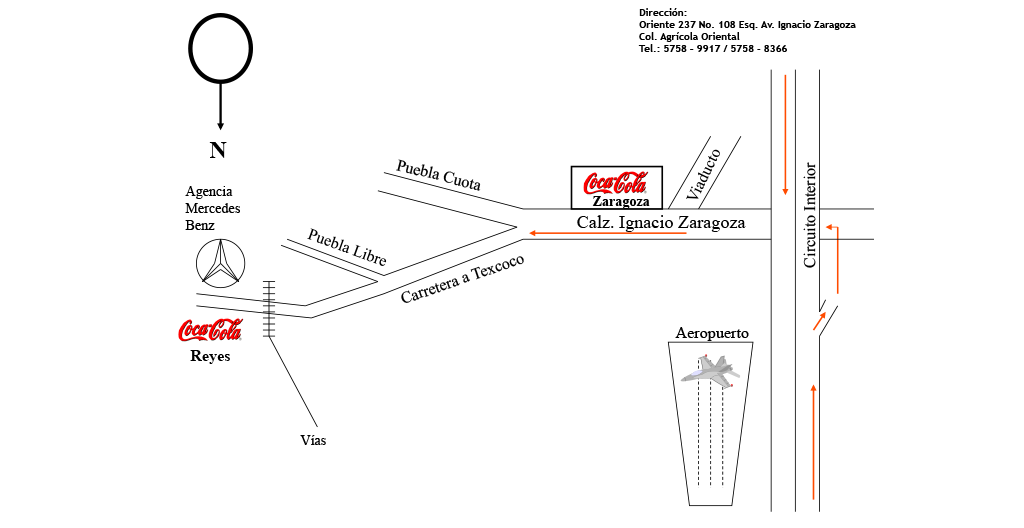 Dirección:
Oriente 237 No. 108 Esq. Av. Ignacio Zaragoza
Col. Agrícola Oriental
Tel.: 5758 - 9917 / 5758 - 8366
N
Agencia
Mercedes
Benz
Puebla Cuota
Coca-Cola
Zaragoza
Viaducto
Calz. Ignacio Zaragoza
Circuito Interior
Puebla Libre
Carretera a Texcoco
Coca-Cola
Reyes
Aeropuerto
Vías